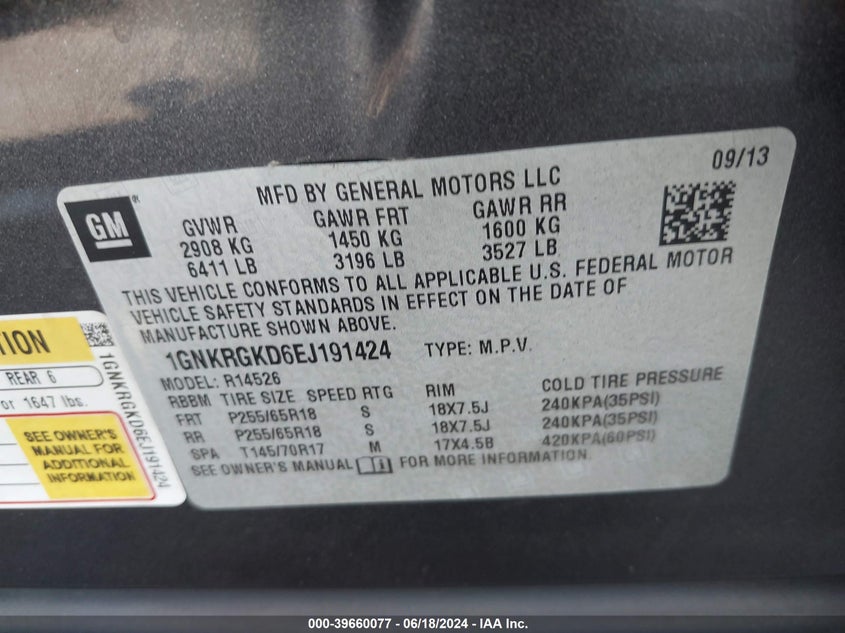 09/13
GM
MFD BY GENERAL MOTORS LLC
GVWR GAWR FRT GAWR RR
2908 KG 1450 KG 1600 KG
6411 LB 3196 LB 3527 LB
THIS VEHICLE CONFORMS TO ALL APPLICABLE U.S. FEDERAL MOTOR
VEHICLE SAFETY STANDARDS IN EFFECT ON THE DATE OF
MANUFACTURE SHOWN ABOVE.
1GNKRGKD6EJ191424 TYPE: M.P.V.
MODEL: R14526
RBBM TIRE SIZE SPEED RTG RIM COLD TIRE PRESSURE
FRT P255/65R18 S 18X7.5J 240KPA(35PSI)
RR P255/65R18 S 18X7.5J 240KPA(35PSI)
SPA T145/70R17 M 17X4.5B 420KPA(60PSI)
SEE OWNER'S MANUAL FOR MORE INFORMATION.
REAR 6
or 1647 lbs.
SEE OWNER'S
MANUAL FOR
ADDITIONAL
INFORMATION
1GNKRGKD6EJ191424
000-39660077 - 06/18/2024 - IAA Inc.